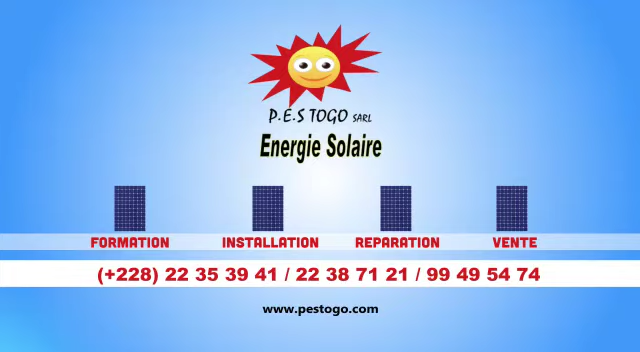 P.E.S TOGO SARL
Energie Solaire
FORMATION INSTALLATION REPARATION VENTE
(+228) 22 35 39 41 / 22 38 71 21 / 99 49 54 74
www.pestogo.com